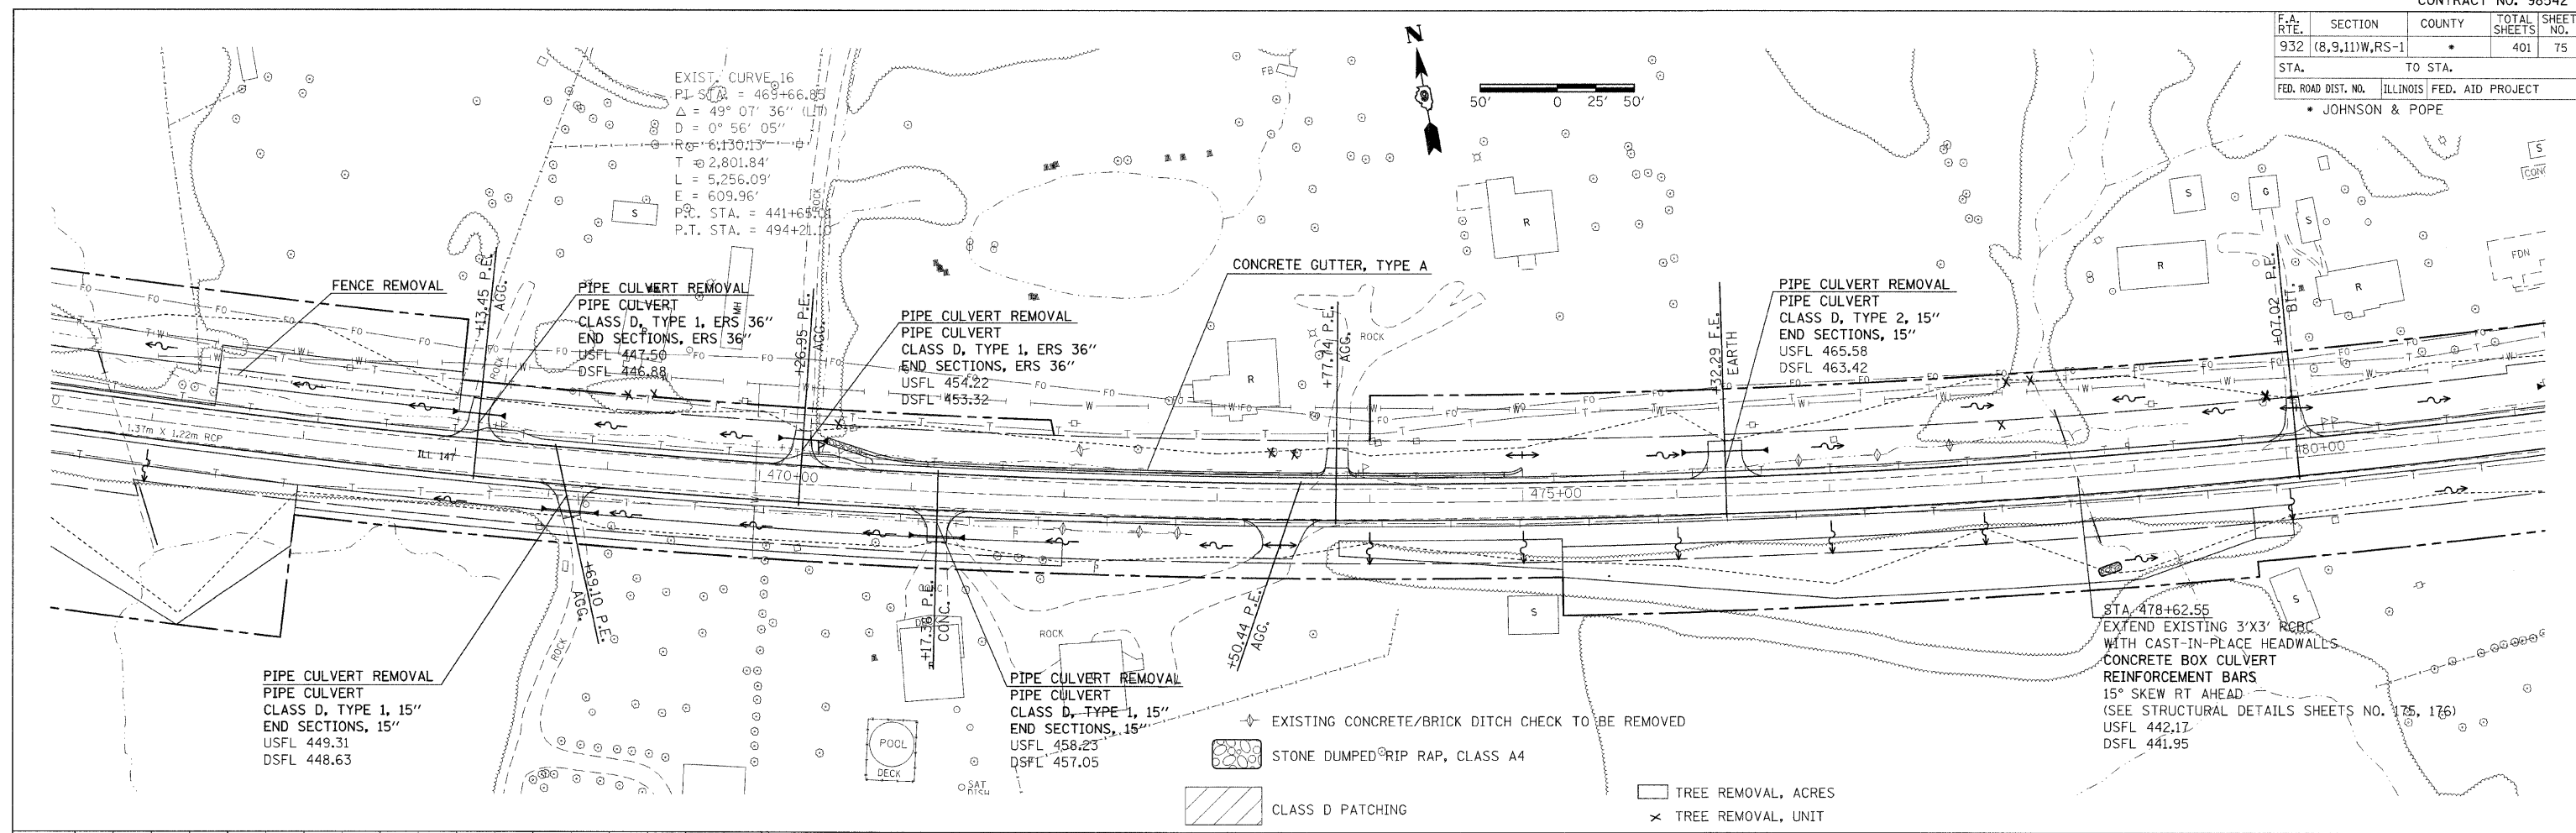 CONTRACT NO. 98542
F.A. RTE.
SECTION
COUNTY
TOTAL SHEETS
SHEET NO.
932
(8,9,11)W,RS-1
*
401
75
STA.
TO STA.
FED. ROAD DIST. NO.
ILLINOIS
FED. AID PROJECT
* JOHNSON & POPE
N
50'
0
25'
50'
EXIST. CURVE 16
PI STA. = 469+66.85
Δ = 49° 07' 36" (LT)
D = 0° 56' 05"
R = 6,130.13'
T = 2,801.84'
L = 5,256.09'
E = 609.96'
P.C. STA. = 441+65.01
P.T. STA. = 494+21.10
FB
S
R
S
G
S
S
CONC
R
R
FDN
FENCE REMOVAL
+13.45 P.E.
AGG.
ROCK
PIPE CULVERT REMOVAL
PIPE CULVERT
CLASS D, TYPE 1, ERS 36"
END SECTIONS, ERS 36"
USFL 447.50
DSFL 446.88
MH
+26.95 P.E.
AGG.
ROCK
PIPE CULVERT REMOVAL
PIPE CULVERT
CLASS D, TYPE 1, ERS 36"
END SECTIONS, ERS 36"
USFL 454.22
DSFL 453.32
CONCRETE GUTTER, TYPE A
R
+77.74 P.E.
AGG.
ROCK
+32.29 F.E.
EARTH
PIPE CULVERT REMOVAL
PIPE CULVERT
CLASS D, TYPE 2, 15"
END SECTIONS, 15"
USFL 465.58
DSFL 463.42
+07.02 P.E.
BIT.
1.37m X 1.22m RCP
ILL 147
470+00
475+00
480+00
+69.10 P.E.
AGG.
ROCK
+17.38 P.E.
CONC.
R
ROCK
+50.44 P.E.
AGG.
S
S
PIPE CULVERT REMOVAL
PIPE CULVERT
CLASS D, TYPE 1, 15"
END SECTIONS, 15"
USFL 449.31
DSFL 448.63
POOL
DECK
SAT
DISH
PIPE CULVERT REMOVAL
PIPE CULVERT
CLASS D, TYPE 1, 15"
END SECTIONS, 15"
USFL 458.23
DSFL 457.05
STA 478+62.55
EXTEND EXISTING 3'X3' RCBC
WITH CAST-IN-PLACE HEADWALLS
CONCRETE BOX CULVERT
REINFORCEMENT BARS
15° SKEW RT AHEAD
(SEE STRUCTURAL DETAILS SHEETS NO. 175, 176)
USFL 442.17
DSFL 441.95
EXISTING CONCRETE/BRICK DITCH CHECK TO BE REMOVED
STONE DUMPED RIP RAP, CLASS A4
CLASS D PATCHING
TREE REMOVAL, ACRES
TREE REMOVAL, UNIT